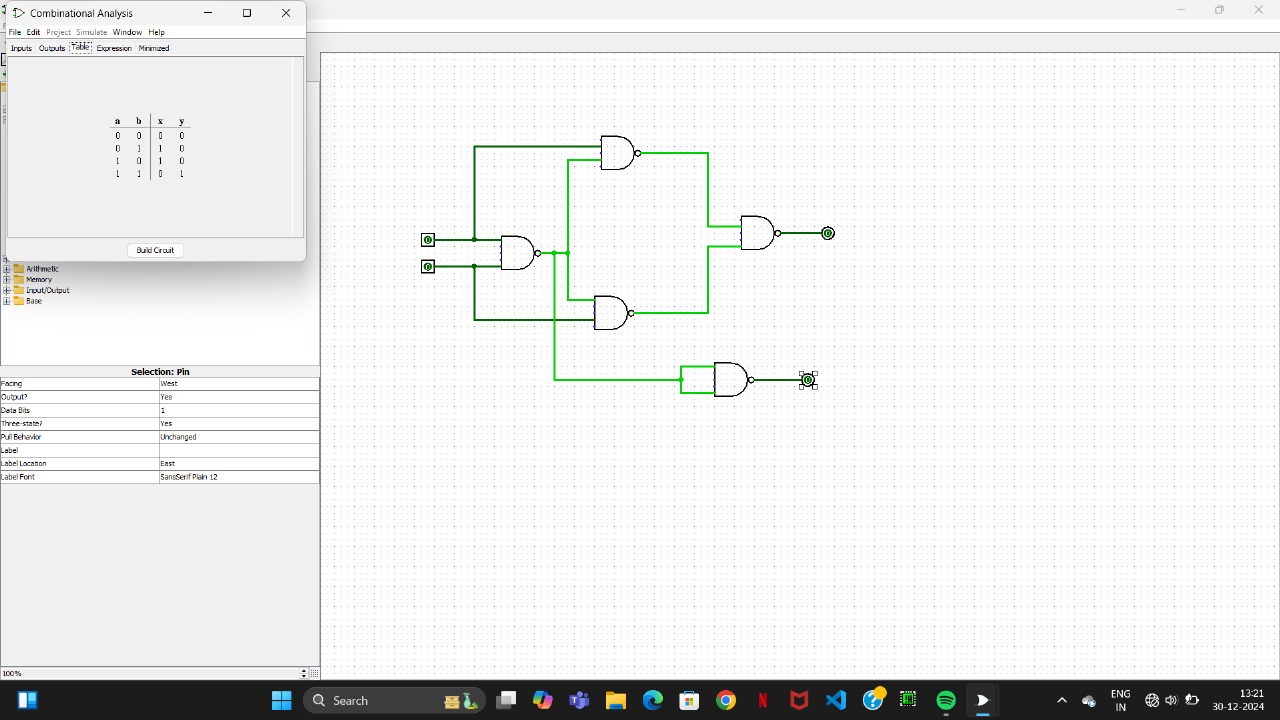 Combinational Analysis
File Edit Project Simulate Window Help
Inputs Outputs Table Expression Minimized
a b x y
0 0 0 0
0 1 1 0
1 0 1 0
1 1 0 1
Build Circuit
Arithmetic
Memory
Input/Output
Base
Selection: Pin
Facing West
Output? Yes
Data Bits 1
Three-state? Yes
Pull Behavior Unchanged
Label
Label Location East
Label Font SansSerif Plain 12
0
0
0
0
100%
Search
ENG
IN
13:21
30-12-2024